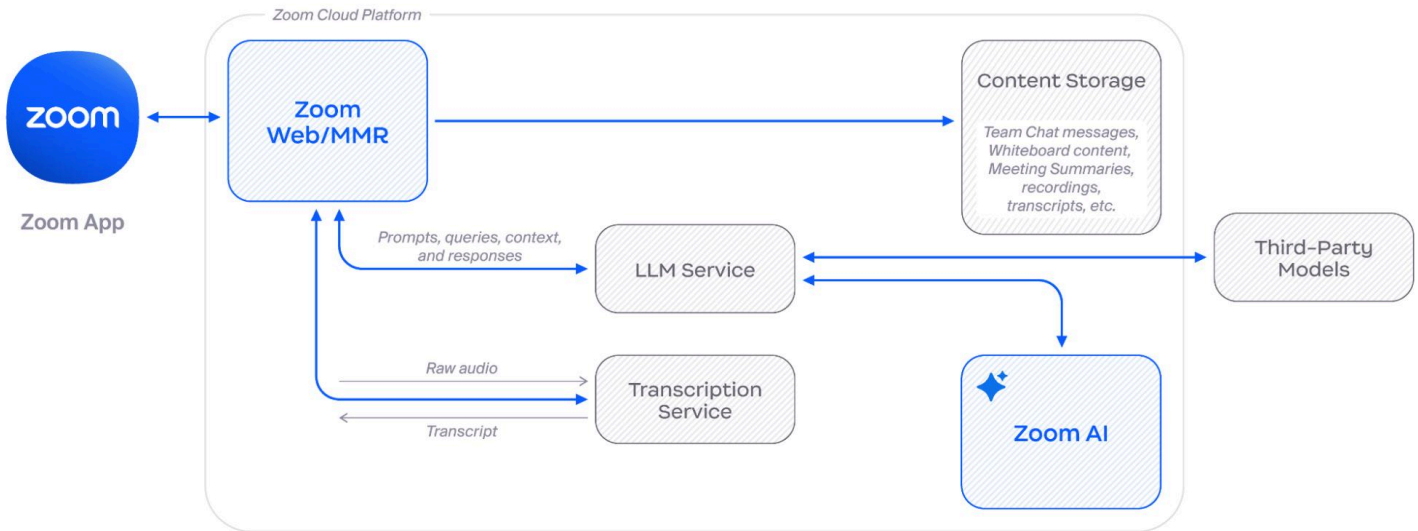 Zoom Cloud Platform
zoom
Zoom App
Zoom
Web/MMR
Content Storage
Team Chat messages,
Whiteboard content,
Meeting Summaries,
recordings,
transcripts, etc.
Prompts, queries, context,
and responses
LLM Service
Third-Party
Models
Raw audio
Transcription
Service
Transcript
Zoom AI